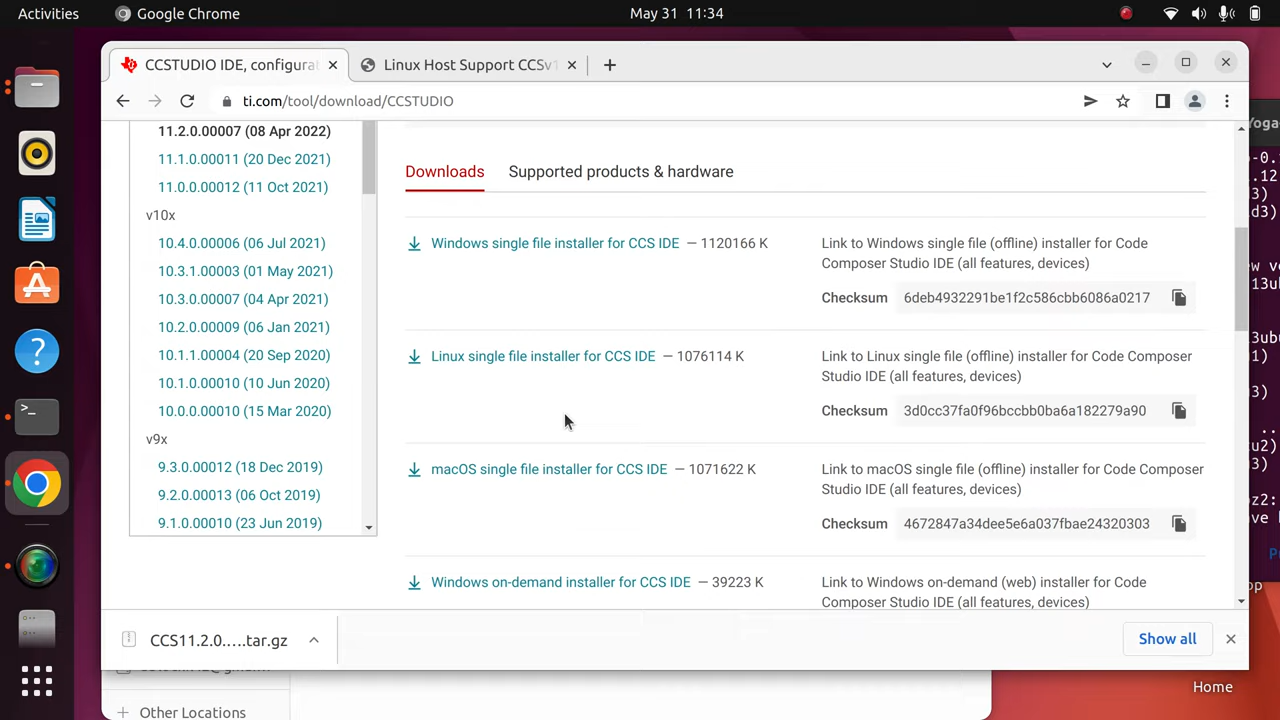 Activities
Google Chrome
May 31 11:34
CCSTUDIO IDE, configurat
Linux Host Support CCSv1
ti.com/tool/download/CCSTUDIO
11.2.0.00007 (08 Apr 2022)
11.1.0.00011 (20 Dec 2021)
11.0.0.00012 (11 Oct 2021)
v10x
10.4.0.00006 (06 Jul 2021)
10.3.1.00003 (01 May 2021)
10.3.0.00007 (04 Apr 2021)
10.2.0.00009 (06 Jan 2021)
10.1.1.00004 (20 Sep 2020)
10.1.0.00010 (10 Jun 2020)
10.0.0.00010 (15 Mar 2020)
v9x
9.3.0.00012 (18 Dec 2019)
9.2.0.00013 (06 Oct 2019)
9.1.0.00010 (23 Jun 2019)
Downloads
Supported products & hardware
Windows single file installer for CCS IDE — 1120166 K
Link to Windows single file (offline) installer for Code
Composer Studio IDE (all features, devices)
Checksum 6deb4932291be1f2c586cbb6086a0217
Linux single file installer for CCS IDE — 1076114 K
Link to Linux single file (offline) installer for Code Composer
Studio IDE (all features, devices)
Checksum 3d0cc37fa0f96bccbb0ba6a182279a90
macOS single file installer for CCS IDE — 1071622 K
Link to macOS single file (offline) installer for Code Composer
Studio IDE (all features, devices)
Checksum 4672847a34dee5e6a037fbae24320303
Windows on-demand installer for CCS IDE — 39223 K
Link to Windows on-demand (web) installer for Code
Composer Studio IDE (all features, devices)
CCS11.2.0.....tar.gz
Show all
Other Locations
Home